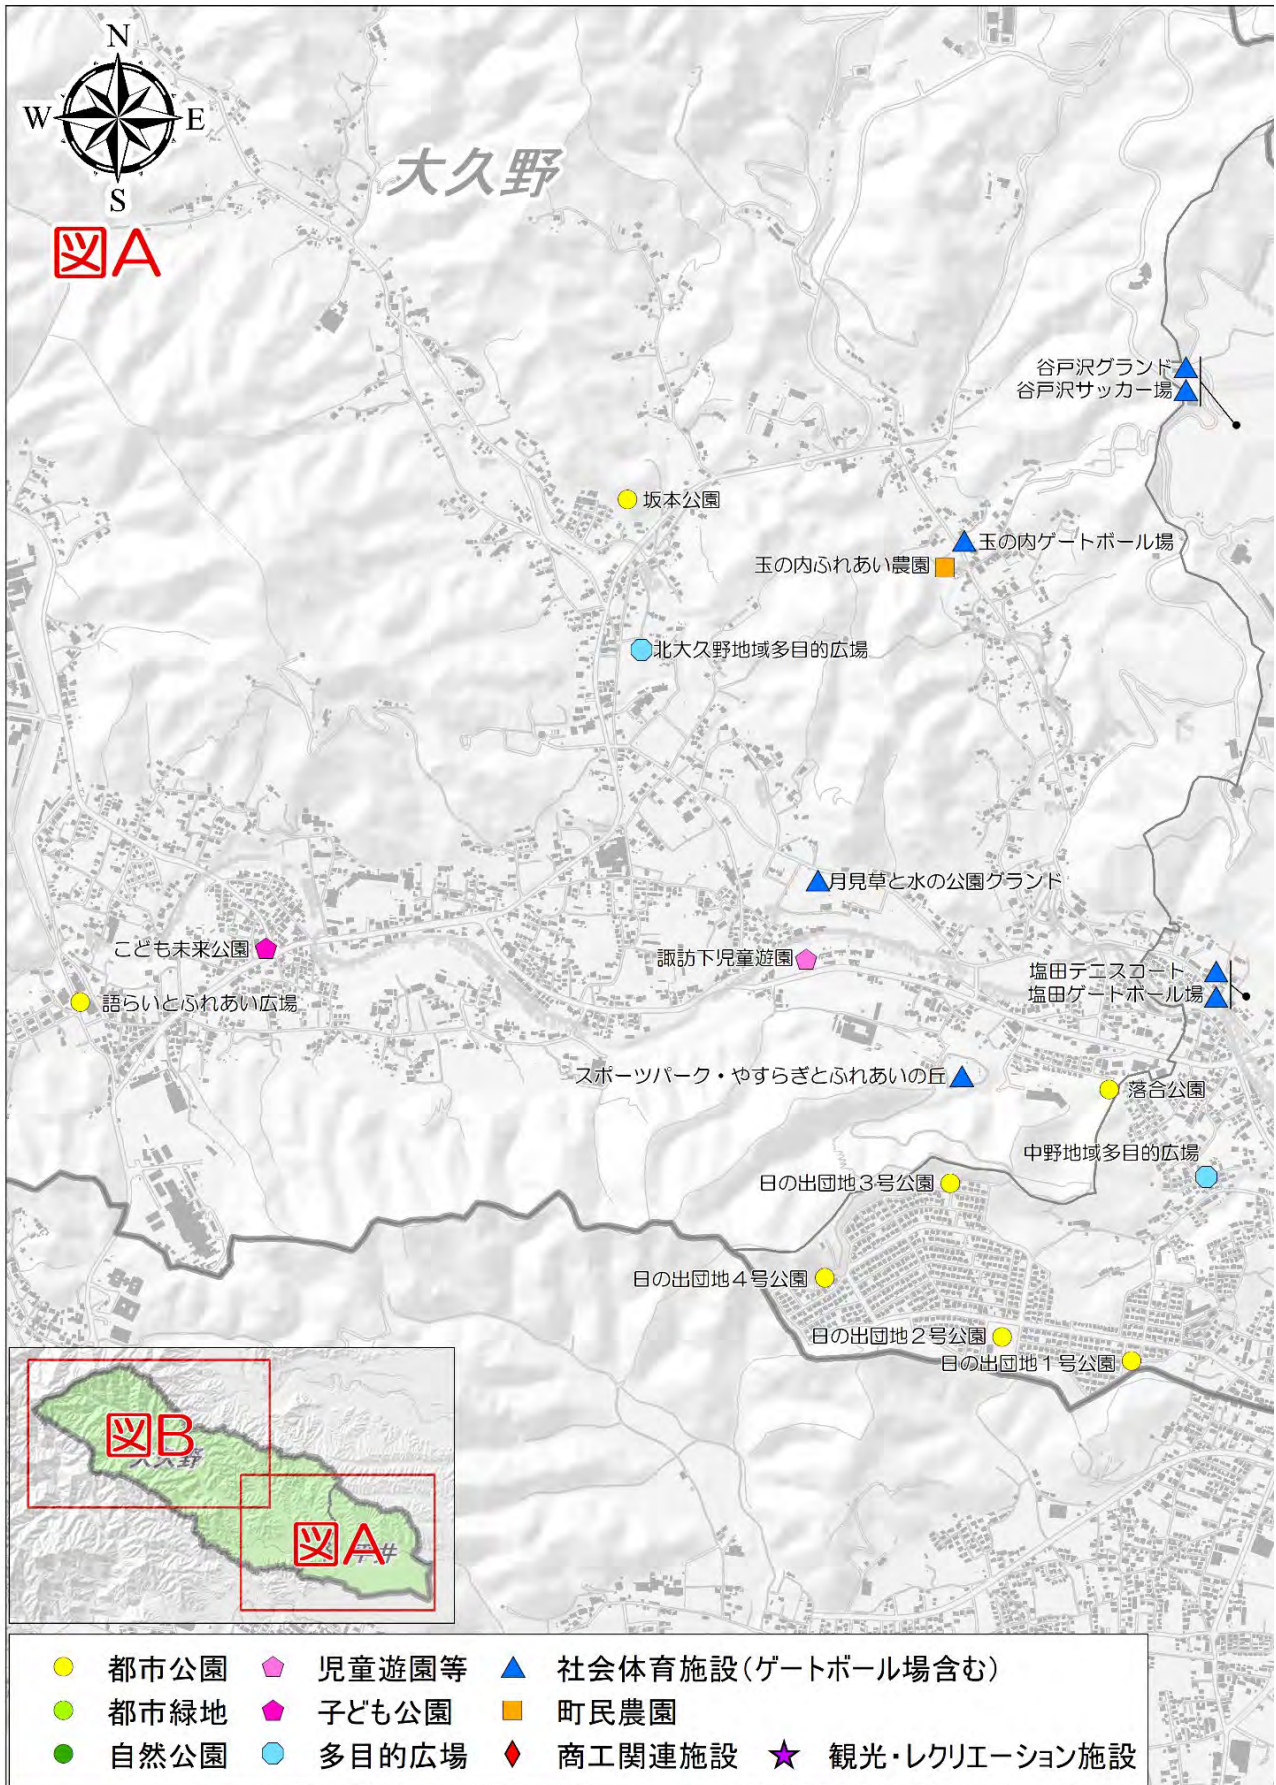 N
W
E
S
図A
大久野
谷戸沢グランド
谷戸沢サッカー場
坂本公園
玉の内ゲートボール場
玉の内ふれあい農園
北大久野地域多目的広場
月見草と水の公園グランド
こども未来公園
諏訪下児童遊園
語らいとふれあい広場
塩田テニスコート
塩田ゲートボール場
スポーツパーク・やすらぎとふれあいの丘
落合公園
中野地域多目的広場
日の出団地3号公園
日の出団地4号公園
日の出団地2号公園
日の出団地1号公園
図B
大久野
図A
平井
都市公園
児童遊園等
社会体育施設(ゲートボール場含む)
都市緑地
子ども公園
町民農園
自然公園
多目的広場
商工関連施設
観光・レクリエーション施設